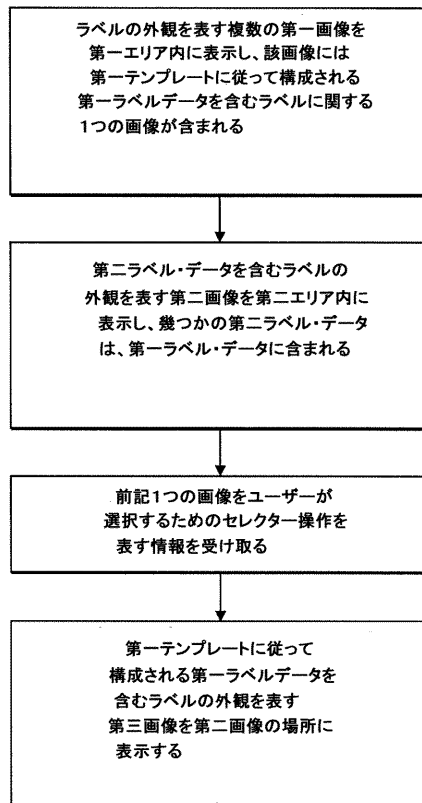 ラベルの外観を表す複数の第一画像を
第一エリア内に表示し、該画像には
第一テンプレートに従って構成される
第一ラベルデータを含むラベルに関する
1つの画像が含まれる
第二ラベル・データを含むラベルの
外観を表す第二画像を第二エリア内に
表示し、幾つかの第二ラベル・データ
は、第一ラベル・データに含まれる
前記1つの画像をユーザーが
選択するためのセレクター操作を
表す情報を受け取る
第一テンプレートに従って
構成される第一ラベルデータを
含むラベルの外観を表す
第三画像を第二画像の場所に
表示する